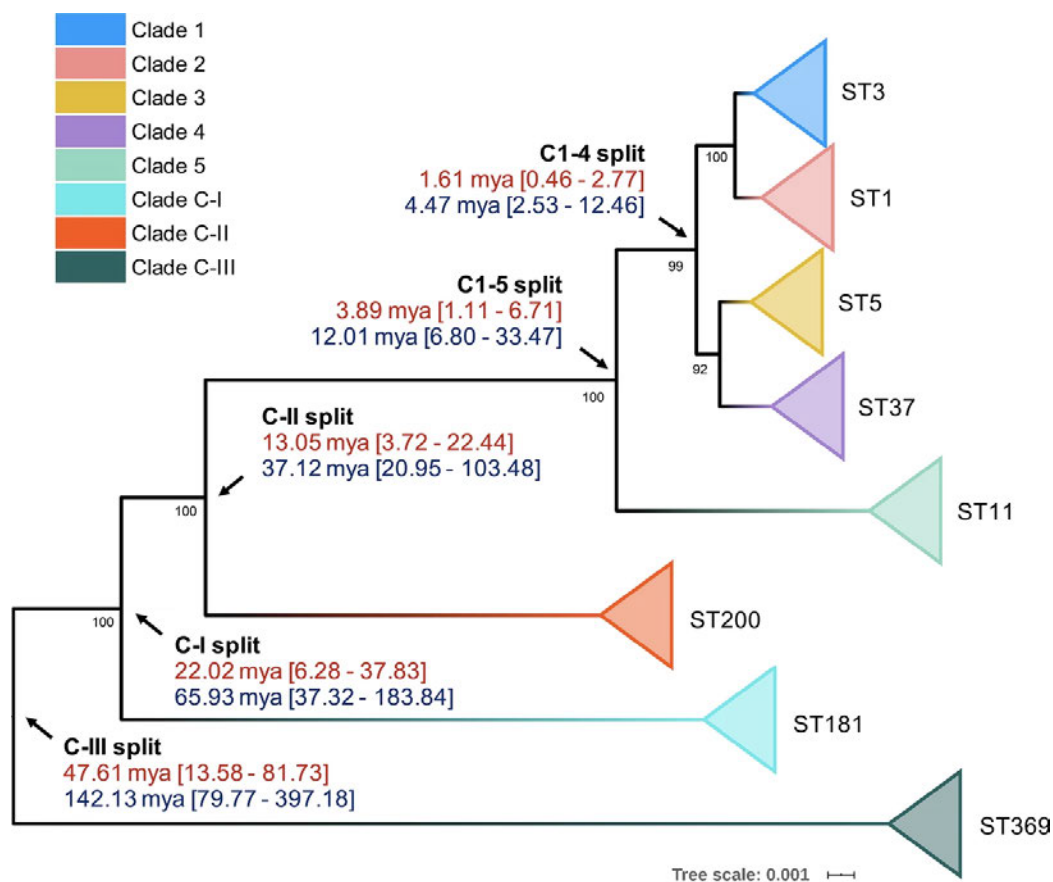 Clade 1
Clade 2
Clade 3
Clade 4
Clade 5
Clade C-I
Clade C-II
Clade C-III
ST3
100
ST1
C1-4 split
1.61 mya [0.46 - 2.77]
4.47 mya [2.53 - 12.46]
99
ST5
92
ST37
C1-5 split
3.89 mya [1.11 - 6.71]
12.01 mya [6.80 - 33.47]
100
ST11
C-II split
13.05 mya [3.72 - 22.44]
37.12 mya [20.95 - 103.48]
100
ST200
100
C-I split
22.02 mya [6.28 - 37.83]
65.93 mya [37.32 - 183.84]
ST181
C-III split
47.61 mya [13.58 - 81.73]
142.13 mya [79.77 - 397.18]
ST369
Tree scale: 0.001